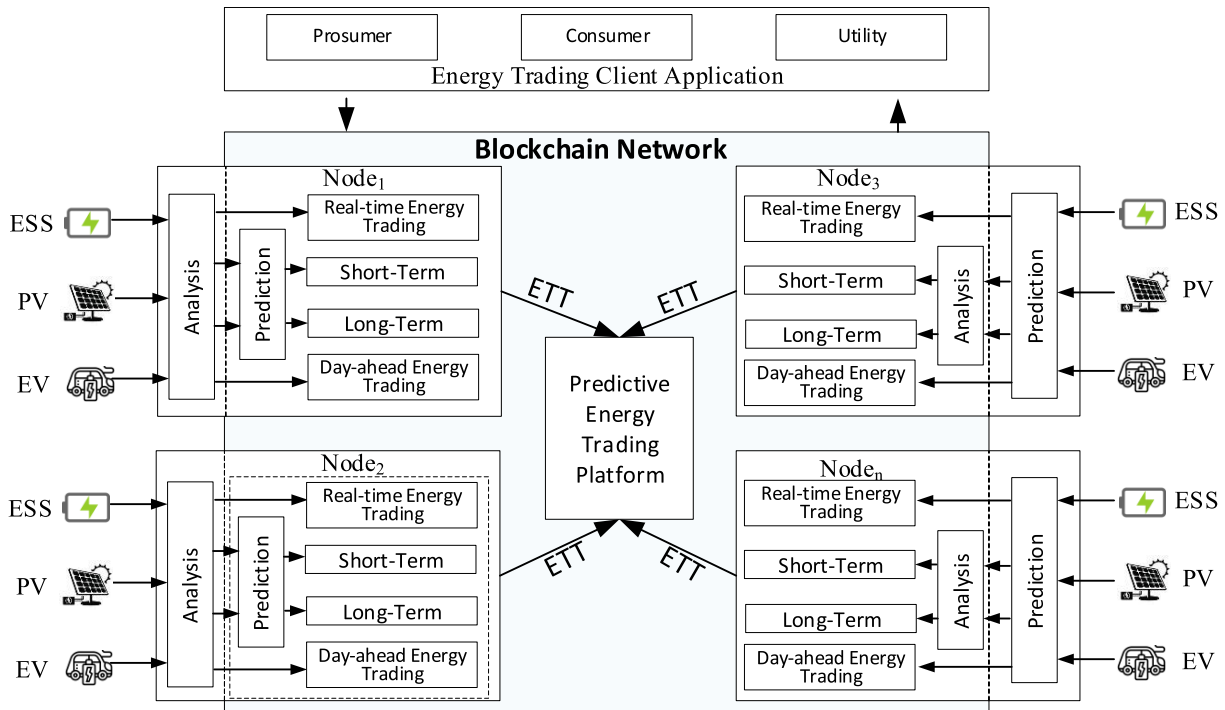 Prosumer
Consumer
Utility
Energy Trading Client Application
Blockchain Network
Node1
ESS
PV
EV
Analysis
Prediction
Real-time Energy
Trading
Short-Term
Long-Term
Day-ahead Energy
Trading
ETT
Node3
Real-time Energy
Trading
Short-Term
Long-Term
Day-ahead Energy
Trading
Analysis
Prediction
ESS
PV
EV
ETT
Predictive
Energy
Trading
Platform
Node2
ESS
PV
EV
Analysis
Prediction
Real-time Energy
Trading
Short-Term
Long-Term
Day-ahead Energy
Trading
ETT
Noden
Real-time Energy
Trading
Short-Term
Long-Term
Day-ahead Energy
Trading
Analysis
Prediction
ESS
PV
EV
ETT